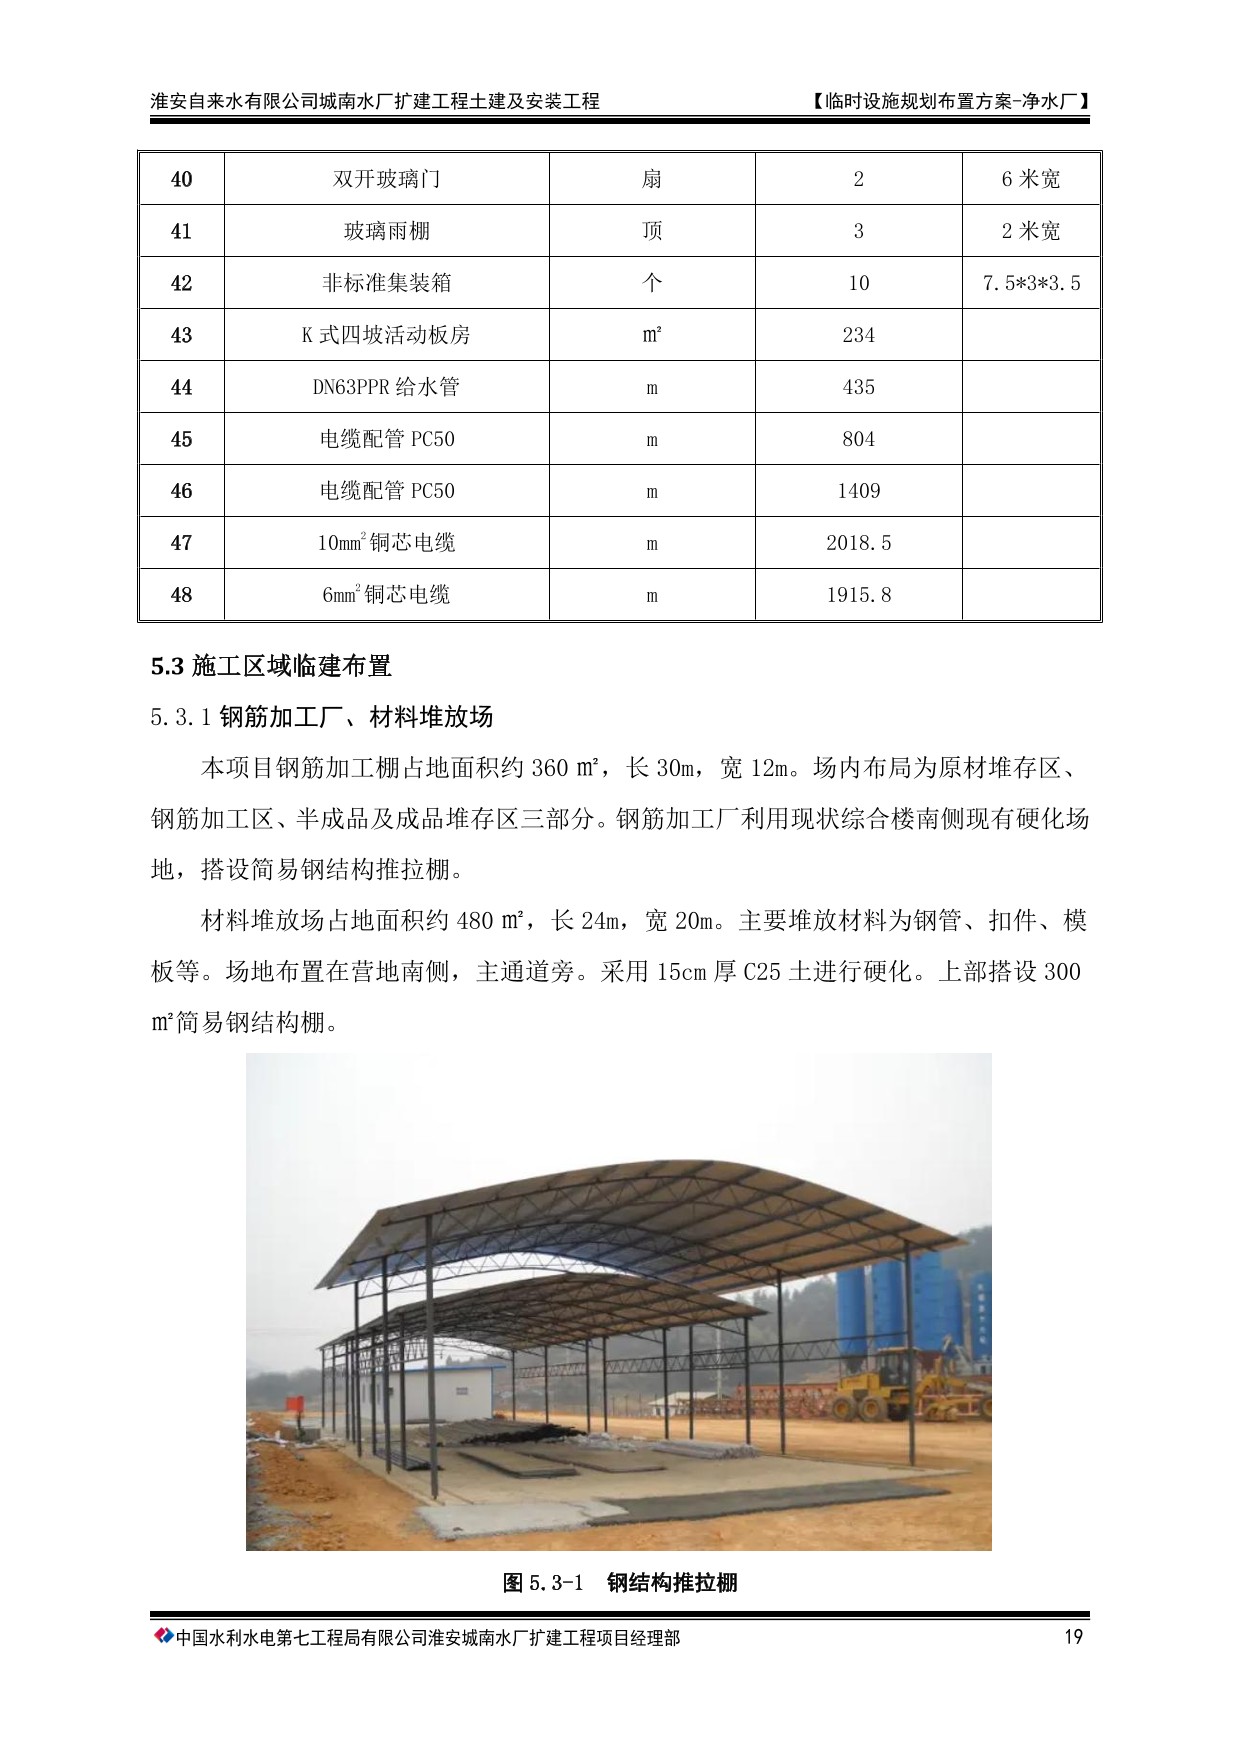 淮安自来水有限公司城南水厂扩建工程土建及安装工程 【临时设施规划布置方案-净水厂】
40 双开玻璃门 扇 2 6 米宽
41 玻璃雨棚 顶 3 2 米宽
42 非标准集装箱 个 10 7.5*3*3.5
43 K 式四坡活动板房 ㎡ 234
44 DN63PPR 给水管 m 435
45 电缆配管 PC50 m 804
46 电缆配管 PC50 m 1409
47 10mm²铜芯电缆 m 2018.5
48 6mm²铜芯电缆 m 1915.8
5.3 施工区域临建布置
5.3.1 钢筋加工厂、材料堆放场
本项目钢筋加工棚占地面积约 360 ㎡，长 30m，宽 12m。场内布局为原材堆存区、
钢筋加工区、半成品及成品堆存区三部分。钢筋加工厂利用现状综合楼南侧现有硬化场
地，搭设简易钢结构推拉棚。
材料堆放场占地面积约 480 ㎡，长 24m，宽 20m。主要堆放材料为钢管、扣件、模
板等。场地布置在营地南侧，主通道旁。采用 15cm 厚 C25 土进行硬化。上部搭设 300
㎡简易钢结构棚。
图 5.3-1 钢结构推拉棚
中国水利水电第七工程局有限公司淮安城南水厂扩建工程项目经理部 19